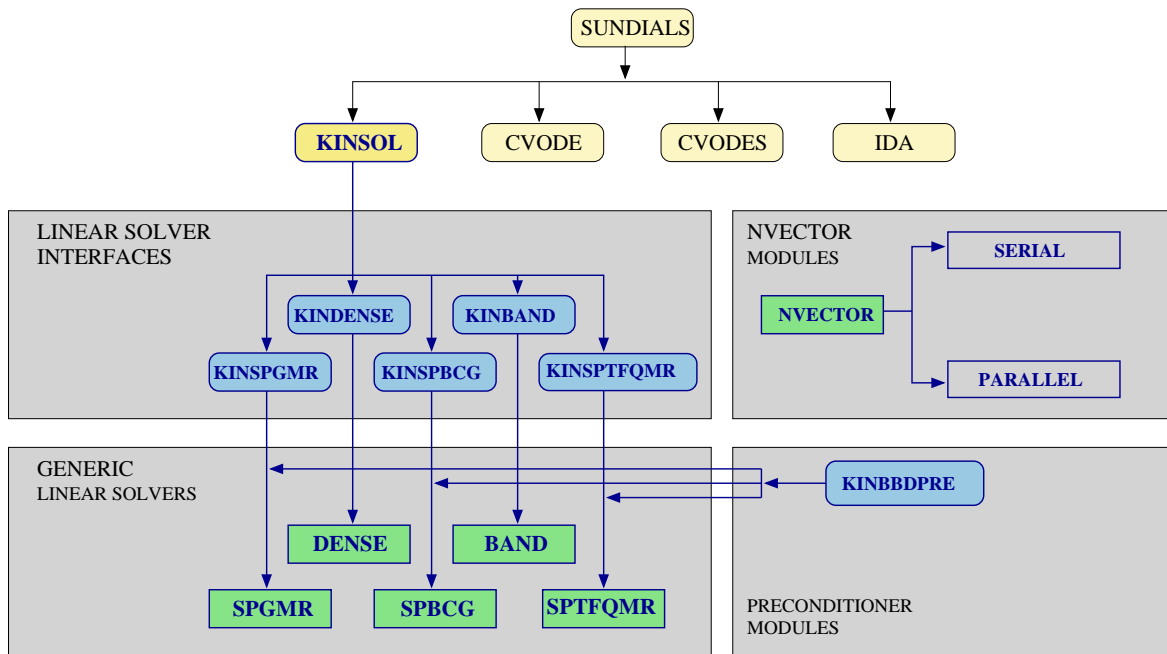 SUNDIALS
KINSOL
CVODE
CVODES
IDA
LINEAR SOLVER
INTERFACES
KINDENSE
KINBAND
KINSPGMR
KINSPBCG
KINSPTFQMR
NVECTOR
MODULES
SERIAL
NVECTOR
PARALLEL
GENERIC
LINEAR SOLVERS
DENSE
BAND
SPGMR
SPBCG
SPTFQMR
KINBBDPRE
PRECONDITIONER
MODULES